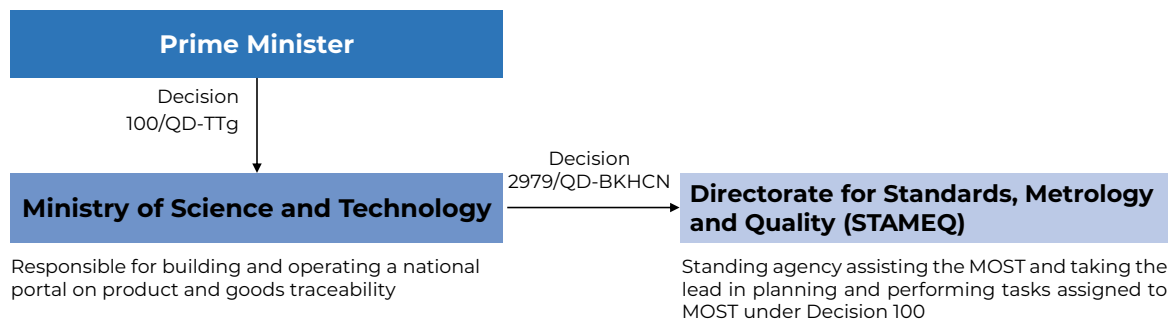 Prime Minister
Decision
100/QD-TTg
Decision
2979/QD-BKHCN
Ministry of Science and Technology
Directorate for Standards, Metrology
and Quality (STAMEQ)
Responsible for building and operating a national
portal on product and goods traceability
Standing agency assisting the MOST and taking the
lead in planning and performing tasks assigned to
MOST under Decision 100